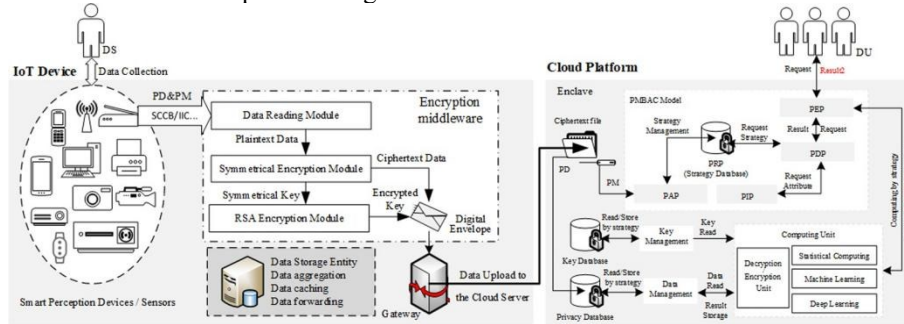 DS
IoT Device
Data Collection
PD&PM
SCCB/IIC...
Data Reading Module
Encryption
middleware
Plaintext Data
Symmetrical Encryption Module
Ciphertext Data
Symmetrical Key
Encrypted
Key
RSA Encryption Module
Digital
Envelope
Data Storage Entity
Data aggregation
Data caching
Data forwarding
Gateway
Data Upload to
the Cloud Server
Smart Perception Devices / Sensors
DU
Cloud Platform
Request
Result2
Enclave
PMBAC Model
Ciphertext file
Strategy
Management
PRP
(Strategy Database)
Request
Strategy
PEP
Result
Request
PDP
PD
PM
PAP
PIP
Request
Attribute
Computing by strategy
Read/Store
by strategy
Key
Management
Key
Read
Key Database
Computing Unit
Decryption
Encryption
Unit
Statistical Computing
Machine Learning
Deep Learning
Read/Store
by strategy
Data
Management
Data
Read
Result
Storage
Privacy Database